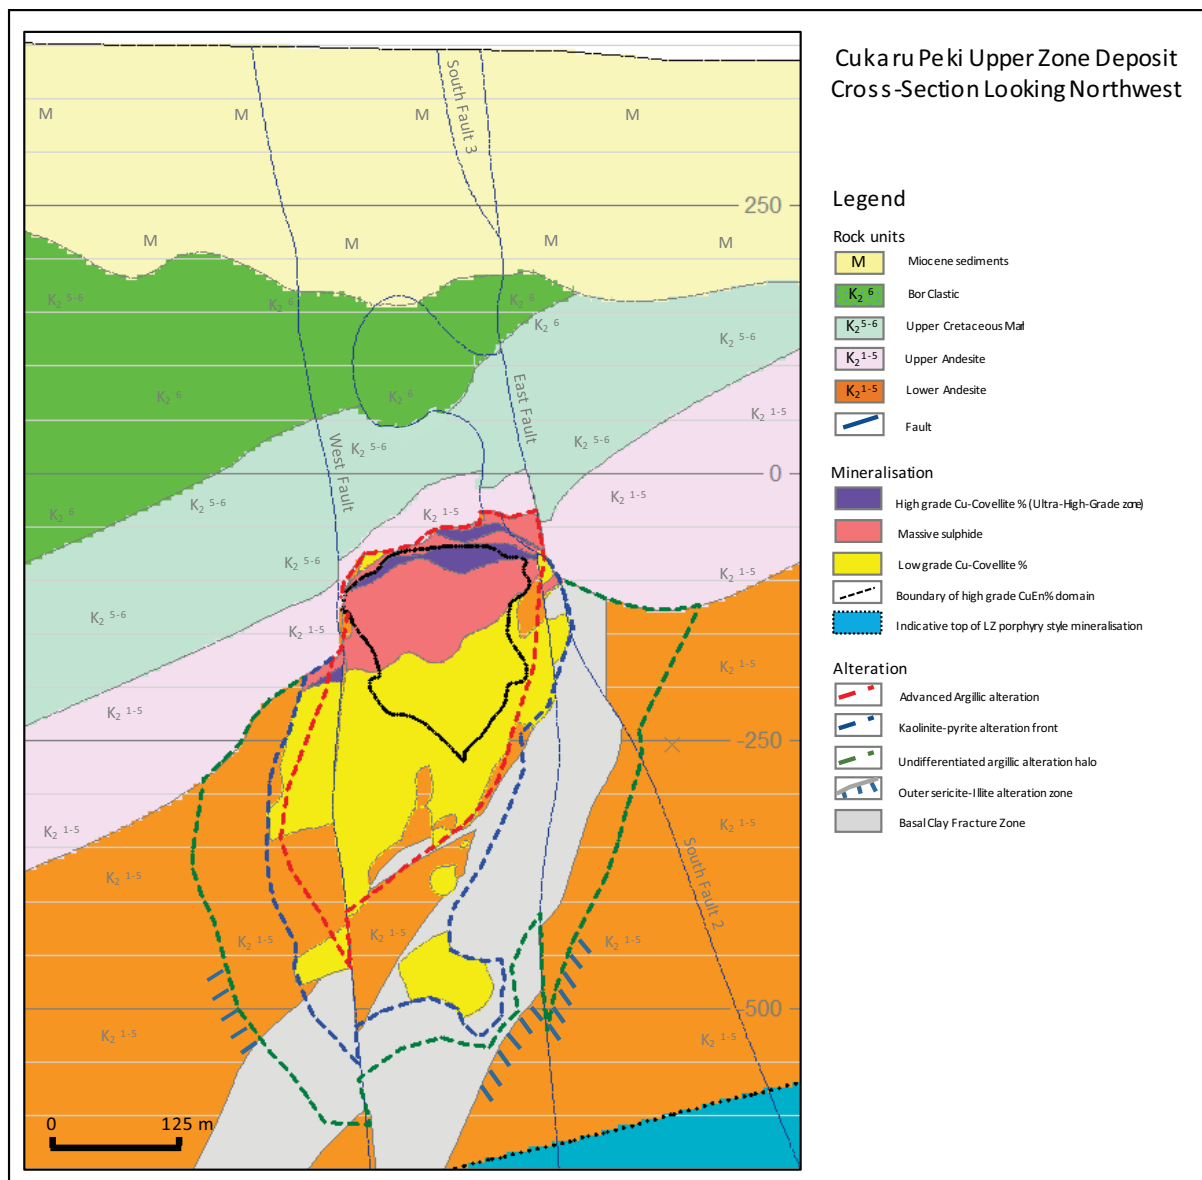 Cukaru Peki Upper Zone Deposit
Cross-Section Looking Northwest
Legend
Rock units
M Miocene sediments
K2 6 Bor Clastic
K2 5-6 Upper Cretaceous Marl
K2 1-5 Upper Andesite
K2 1-5 Lower Andesite
Fault
Mineralisation
High grade Cu-Covellite % (Ultra-High-Grade zone)
Massive sulphide
Low grade Cu-Covellite %
Boundary of high grade CuEn% domain
Indicative top of LZ porphyry style mineralisation
Alteration
Advanced Argillic alteration
Kaolinite-pyrite alteration front
Undifferentiated argillic alteration halo
Outer sericite-Illite alteration zone
Basal Clay Fracture Zone
South Fault 3
M
M
M
M
250
M
M
M
M
K2 5-6
K2 6
K2 6
K2 6
K2 5-6
K2 6
K2 6
K2 1-5
East Fault
West Fault
K2 5-6
K2 5-6
0
K2 6
K2 5-6
K2 1-5
K2 1-5
K2 5-6
K2 1-5
K2 5-6
K2 1-5
K2 1-5
K2 1-5
-250
K2 1-5
K2 1-5
K2 1-5
South Fault 2
K2 1-5
K2 1-5
K2 1-5
-500
K2 1-5
K2 1-5
0 125 m